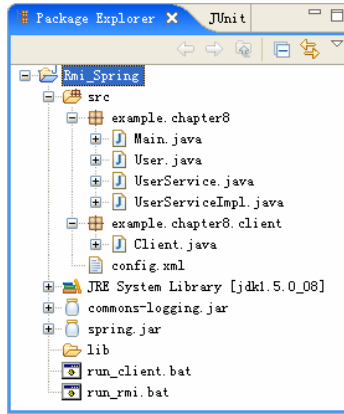 Package Explorer JUnit
Rmi_Spring
src
example.chapter8
Main.java
User.java
UserService.java
UserServiceImpl.java
example.chapter8.client
Client.java
config.xml
JRE System Library [jdk1.5.0_08]
commons-logging.jar
spring.jar
lib
run_client.bat
run_rmi.bat